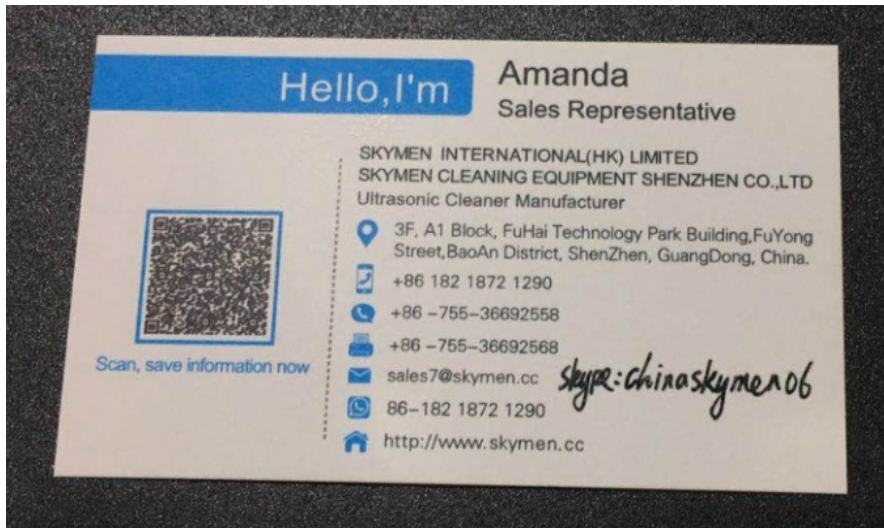 Hello,I'm
Amanda
Sales Representative
SKYMEN INTERNATIONAL(HK) LIMITED
SKYMEN CLEANING EQUIPMENT SHENZHEN CO.,LTD
Ultrasonic Cleaner Manufacturer
3F, A1 Block, FuHai Technology Park Building,FuYong
Street,BaoAn District, ShenZhen, GuangDong, China.
+86 182 1872 1290
+86 -755-36692558
+86 -755-36692568
sales7@skymen.cc
skype:chinaskymen06
86-182 1872 1290
http://www.skymen.cc
Scan, save information now